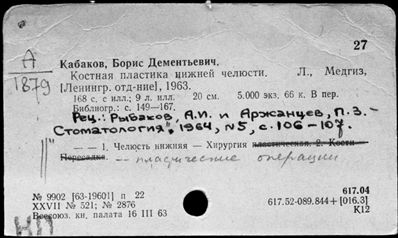 27
А
1879
Кабаков, Борис Дементьевич.
Костная пластика нижней челюсти. Л., Медгиз,
[Ленингр. отд-ние], 1963.
168 с. с илл.; 9 л. илл. 20 см. 5.000 экз. 66 к. В пер.
Библиогр.: с. 149—167.
Рец.: Рыбаков, А.И. и Аржанцев, П.З. -
"Стоматология", 1964, N5, с. 106-107.
— — 1. Челюсть нижняя — Хирургия пластическая. 2. Кости —
Пересадка. — пластические операции
№ 9902 [63-19601] п 22
617.04
XXVII № 521; № 2876
617.52-089.844+[016.3]
Всесоюз. кн. палата 16 III 63
К12
НП